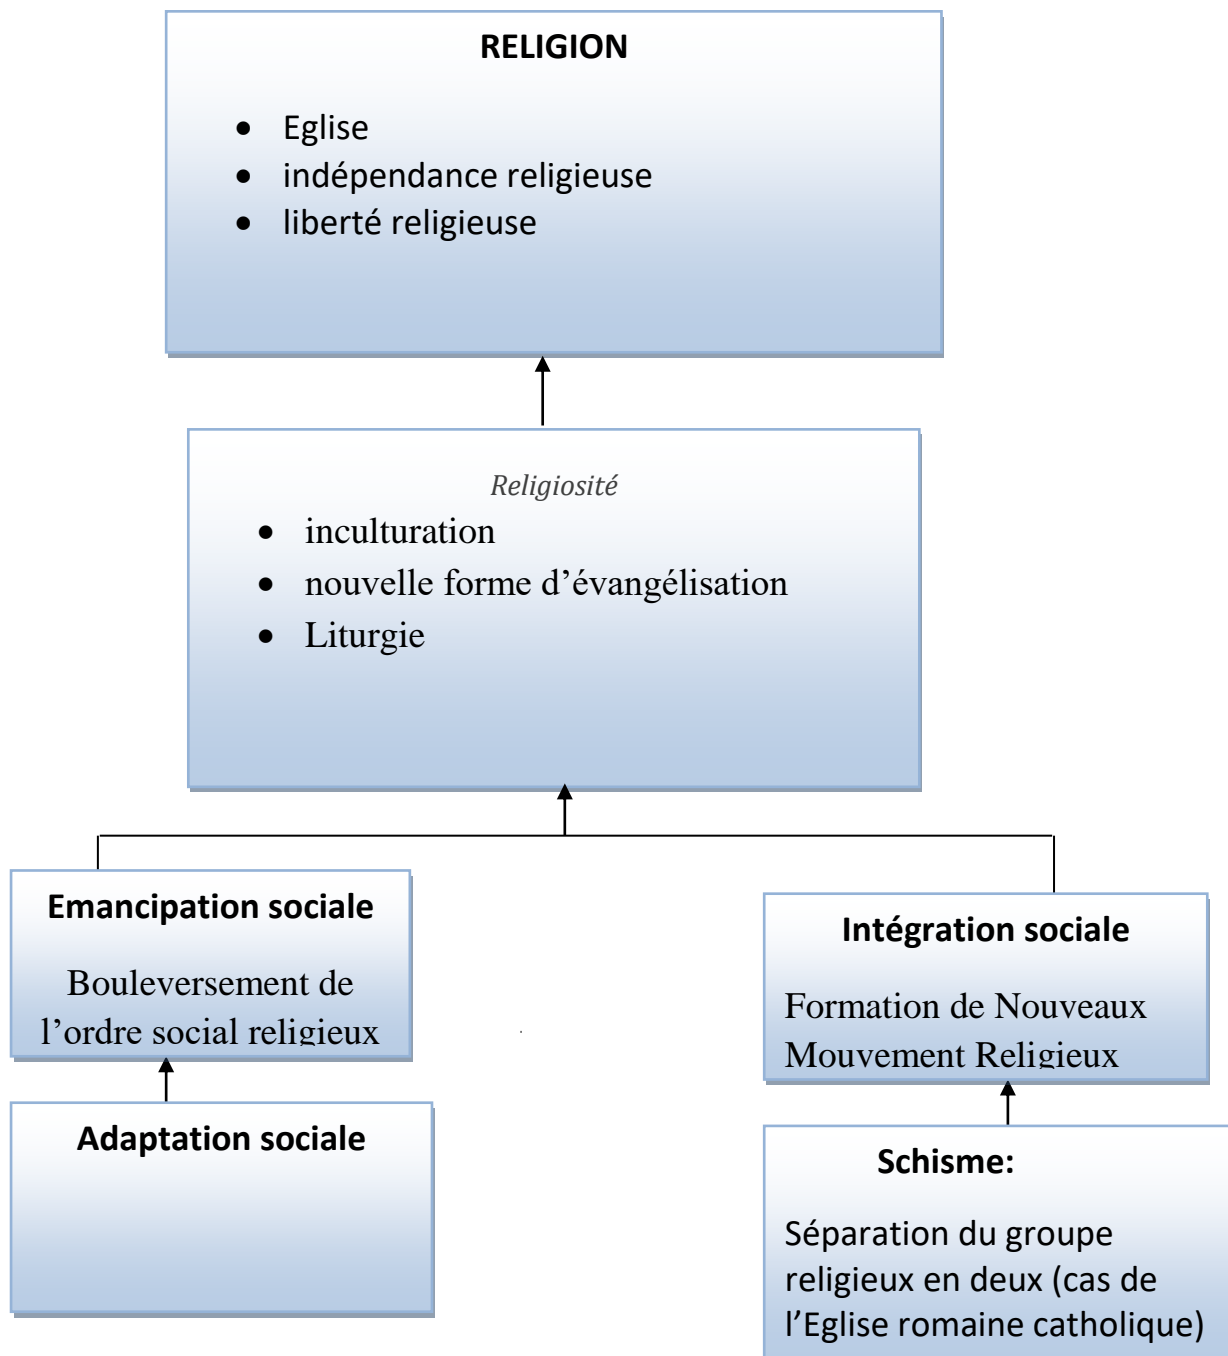 RELIGION
• Eglise
• indépendance religieuse
• liberté religieuse
Religiosité
• inculturation
• nouvelle forme d’évangélisation
• Liturgie
Emancipation sociale
Bouleversement de
l’ordre social religieux
Intégration sociale
Formation de Nouveaux
Mouvement Religieux
Adaptation sociale
Schisme:
Séparation du groupe
religieux en deux (cas de
l’Eglise romaine catholique)